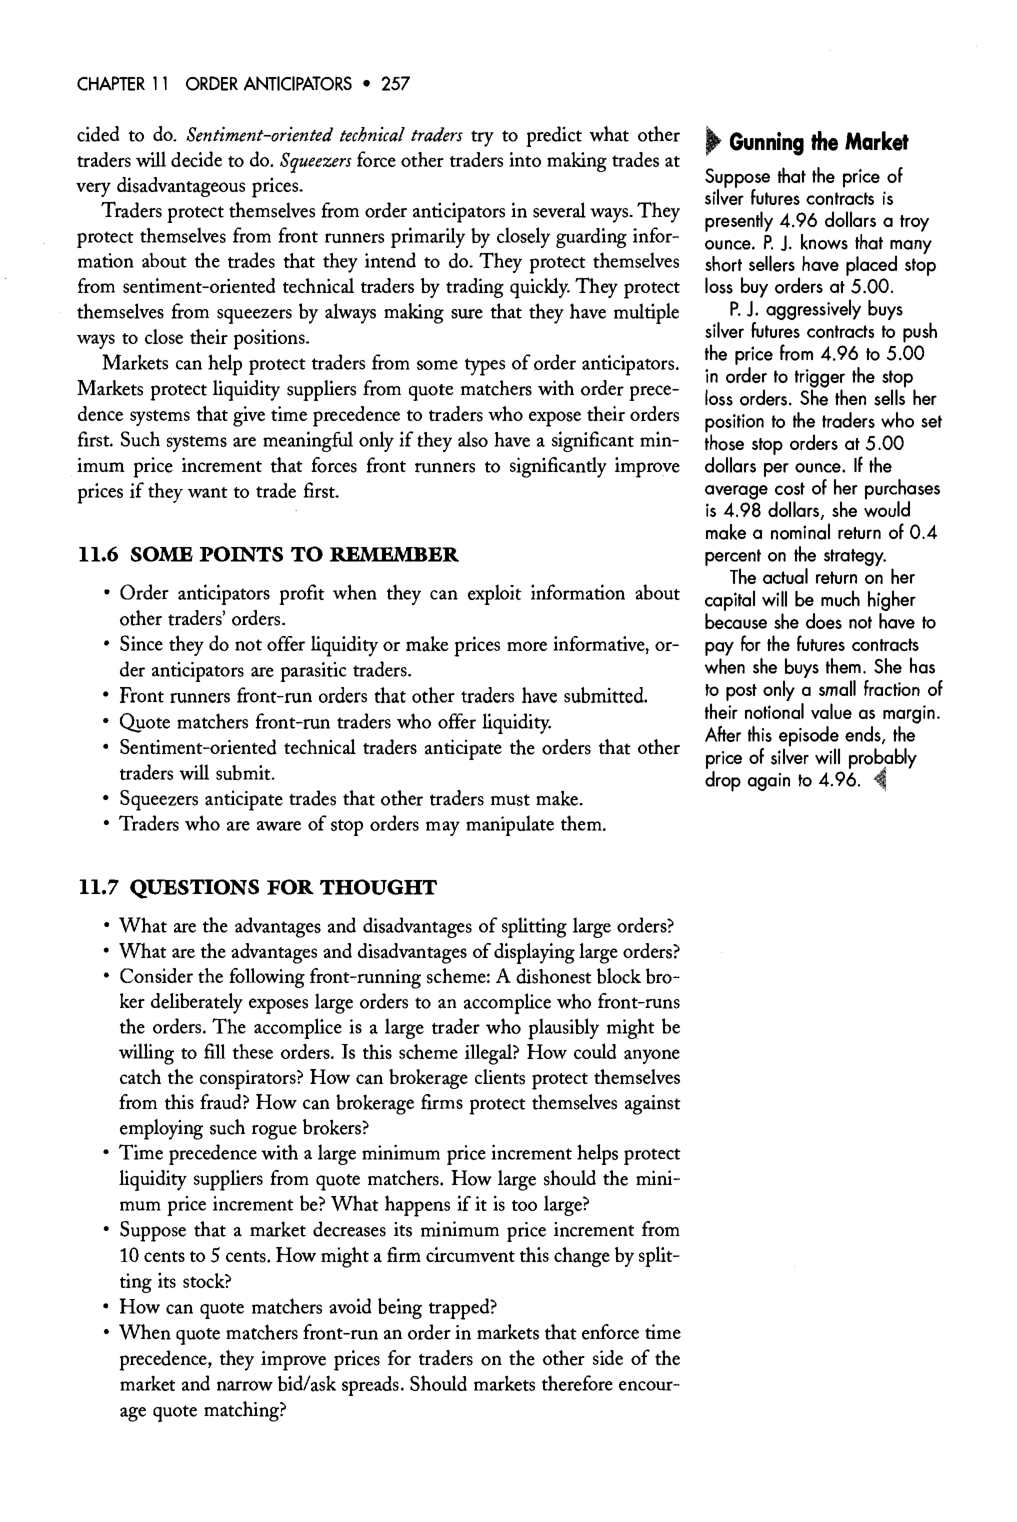 CHAPTER 11 ORDER ANTICIPATORS • 257
cided to do. Sentiment-oriented technical traders try to predict what other
traders will decide to do. Squeezers force other traders into making trades at
very disadvantageous prices.
Traders protect themselves from order anticipators in several ways. They
protect themselves from front runners primarily by closely guarding infor-
mation about the trades that they intend to do. They protect themselves
from sentiment-oriented technical traders by trading quickly. They protect
themselves from squeezers by always making sure that they have multiple
ways to close their positions.
Markets can help protect traders from some types of order anticipators.
Markets protect liquidity suppliers from quote matchers with order prece-
dence systems that give time precedence to traders who expose their orders
first. Such systems are meaningful only if they also have a significant min-
imum price increment that forces front runners to significantly improve
prices if they want to trade first.
11.6 SOME POINTS TO REMEMBER
• Order anticipators profit when they can exploit information about
other traders' orders.
• Since they do not offer liquidity or make prices more informative, or-
der anticipators are parasitic traders.
• Front runners front-run orders that other traders have submitted.
• Quote matchers front-run traders who offer liquidity.
• Sentiment-oriented technical traders anticipate the orders that other
traders will submit.
• Squeezers anticipate trades that other traders must make.
• Traders who are aware of stop orders may manipulate them.
11.7 QUESTIONS FOR THOUGHT
• What are the advantages and disadvantages of splitting large orders?
• What are the advantages and disadvantages of displaying large orders?
• Consider the following front-running scheme: A dishonest block bro-
ker deliberately exposes large orders to an accomplice who front-runs
the orders. The accomplice is a large trader who plausibly might be
willing to fill these orders. Is this scheme illegal? How could anyone
catch the conspirators? How can brokerage clients protect themselves
from this fraud? How can brokerage firms protect themselves against
employing such rogue brokers?
• Time precedence with a large minimum price increment helps protect
liquidity suppliers from quote matchers. How large should the mini-
mum price increment be? What happens if it is too large?
• Suppose that a market decreases its minimum price increment from
10 cents to 5 cents. How might a firm circumvent this change by split-
ting its stock?
• How can quote matchers avoid being trapped?
• When quote matchers front-run an order in markets that enforce time
precedence, they improve prices for traders on the other side of the
market and narrow bid/ask spreads. Should markets therefore encour-
age quote matching?
Gunning the Market
Suppose that the price of
silver futures contracts is
presently 4.96 dollars a troy
ounce. P. J. knows that many
short sellers have placed stop
loss buy orders at 5.00.
P. J. aggressively buys
silver futures contracts to push
the price from 4.96 to 5.00
in order to trigger the stop
loss orders. She then sells her
position to the traders who set
those stop orders at 5.00
dollars per ounce. If the
average cost of her purchases
is 4.98 dollars, she would
make a nominal return of 0.4
percent on the strategy.
The actual return on her
capital will be much higher
because she does not have to
pay for the futures contracts
when she buys them. She has
to post only a small fraction of
their notional value as margin.
After this episode ends, the
price of silver will probably
drop again to 4.96.